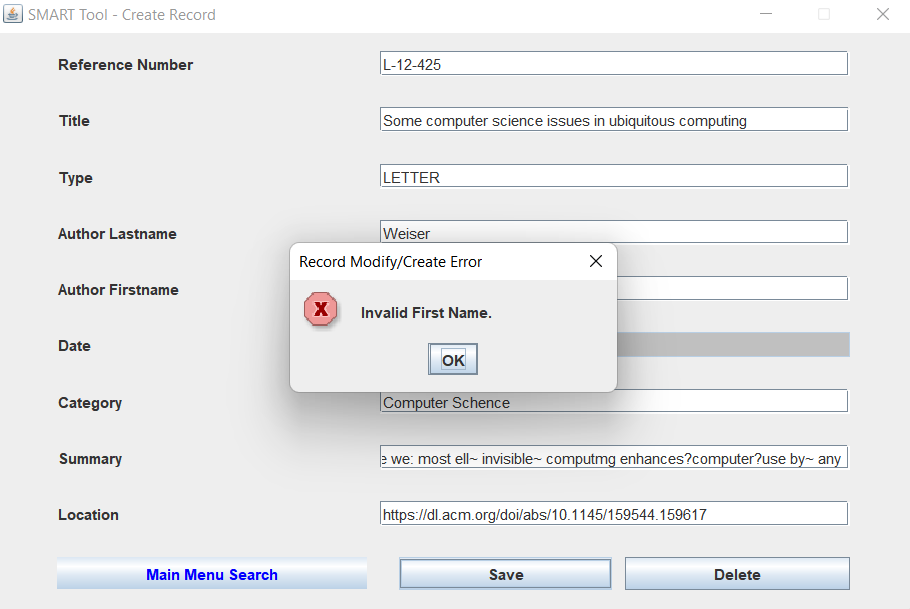 SMART Tool - Create Record
Reference Number L-12-425
Title Some computer science issues in ubiquitous computing
Type LETTER
Author Lastname Weiser
Record Modify/Create Error
Author Firstname
Invalid First Name.
Date
OK
Category Computer Schence
Summary e we: most ell~ invisible~ computmg enhances?computer?use by~ any
Location https://dl.acm.org/doi/abs/10.1145/159544.159617
Main Menu Search Save Delete